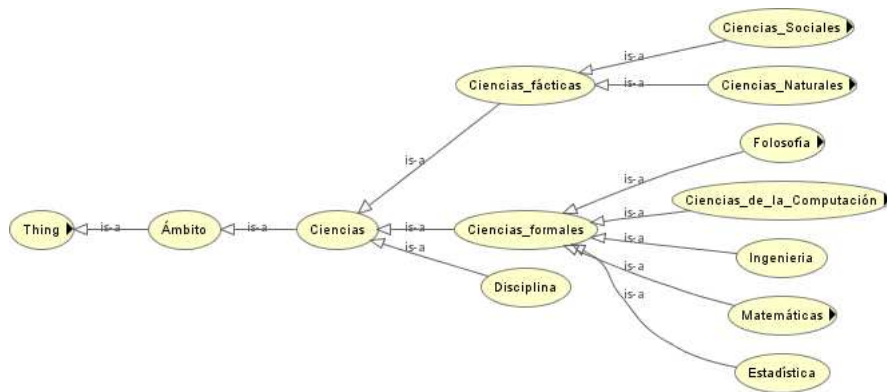 Ciencias_Sociales
is-a
Ciencias_fácticas
is-a
Ciencias_Naturales
Folosofía
is-a
is-a
Ciencias_de_la_Computación
is-a
Thing
is-a
Ámbito
is-a
Ciencias
is-a
Ciencias_formales
is-a
is-a
Ingenieria
is-a
Disciplina
is-a
is-a
Matemáticas
Estadística